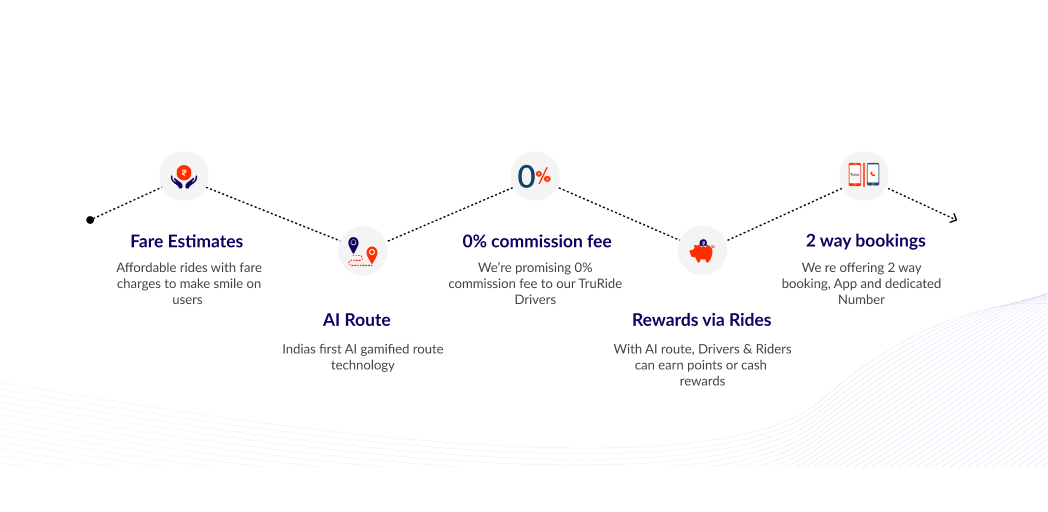 0%
Fare Estimates
Affordable rides with fare
charges to make smile on
users
AI Route
Indias first AI gamified route
technology
0% commission fee
We're promising 0%
commission fee to our TruRide
Drivers
Rewards via Rides
With AI route, Drivers & Riders
can earn points or cash
rewards
2 way bookings
We re offering 2 way
booking, App and dedicated
Number